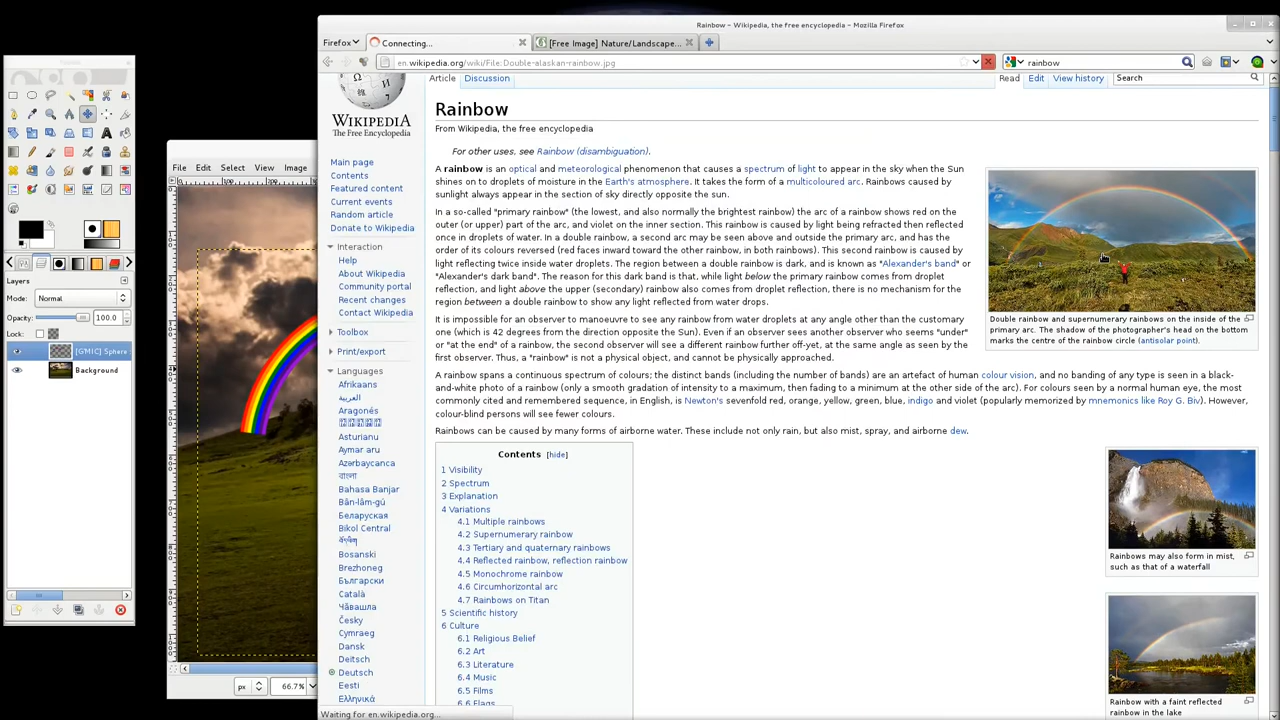 Rainbow – Wikipedia, the free encyclopedia – Mozilla Firefox
Firefox
Connecting...
[Free Image] Nature/Landscape...
en.wikipedia.org/wiki/File:Double-alaskan-rainbow.jpg
rainbow
Article
Discussion
Read
Edit
View history
Search
WIKIPEDIA
The Free Encyclopedia
Main page
Contents
Featured content
Current events
Random article
Donate to Wikipedia
Interaction
Help
About Wikipedia
Community portal
Recent changes
Contact Wikipedia
Toolbox
Print/export
Languages
Afrikaans
العربية
Aragonés
Asturianu
Aymar aru
Azərbaycanca
বাংলা
Bahasa Banjar
Bân-lâm-gú
Беларуская
Bikol Central
Bosanski
Brezhoneg
Български
Català
Чӑвашла
Česky
Cymraeg
Dansk
Deitsch
Deutsch
Eesti
Ελληνικά
Rainbow
From Wikipedia, the free encyclopedia
For other uses, see Rainbow (disambiguation).
A rainbow is an optical and meteorological phenomenon that causes a spectrum of light to appear in the sky when the Sun
shines on to droplets of moisture in the Earth's atmosphere. It takes the form of a multicoloured arc. Rainbows caused by
sunlight always appear in the section of sky directly opposite the sun.
In a so-called "primary rainbow" (the lowest, and also normally the brightest rainbow) the arc of a rainbow shows red on the
outer (or upper) part of the arc, and violet on the inner section. This rainbow is caused by light being refracted then reflected
once in droplets of water. In a double rainbow, a second arc may be seen above and outside the primary arc, and has the
order of its colours reversed (red faces inward toward the other rainbow, in both rainbows). This second rainbow is caused by
light reflecting twice inside water droplets. The region between a double rainbow is dark, and is known as "Alexander's band" or
"Alexander's dark band". The reason for this dark band is that, while light below the primary rainbow comes from droplet
reflection, and light above the upper (secondary) rainbow also comes from droplet reflection, there is no mechanism for the
region between a double rainbow to show any light reflected from water drops.
It is impossible for an observer to manoeuvre to see any rainbow from water droplets at any angle other than the customary
one (which is 42 degrees from the direction opposite the Sun). Even if an observer sees another observer who seems "under"
or "at the end" of a rainbow, the second observer will see a different rainbow further off-yet, at the same angle as seen by the
first observer. Thus, a "rainbow" is not a physical object, and cannot be physically approached.
A rainbow spans a continuous spectrum of colours; the distinct bands (including the number of bands) are an artefact of human colour vision, and no banding of any type is seen in a black-
and-white photo of a rainbow (only a smooth gradation of intensity to a maximum, then fading to a minimum at the other side of the arc). For colours seen by a normal human eye, the most
commonly cited and remembered sequence, in English, is Newton's sevenfold red, orange, yellow, green, blue, indigo and violet (popularly memorized by mnemonics like Roy G. Biv). However,
colour-blind persons will see fewer colours.
Rainbows can be caused by many forms of airborne water. These include not only rain, but also mist, spray, and airborne dew.
Double rainbow and supernumerary rainbows on the inside of the
primary arc. The shadow of the photographer's head on the bottom
marks the centre of the rainbow circle (antisolar point).
Rainbows may also form in mist,
such as that of a waterfall
Rainbow with a faint reflected
rainbow in the lake
Contents [hide]
1 Visibility
2 Spectrum
3 Explanation
4 Variations
4.1 Multiple rainbows
4.2 Supernumerary rainbow
4.3 Tertiary and quaternary rainbows
4.4 Reflected rainbow, reflection rainbow
4.5 Monochrome rainbow
4.6 Circumhorizontal arc
4.7 Rainbows on Titan
5 Scientific history
6 Culture
6.1 Religious Belief
6.2 Art
6.3 Literature
6.4 Music
6.5 Films
6.6 Flags
Waiting for en.wikipedia.org...
File
Edit
Select
View
Image
px
66.7%
Layers
Mode:
Normal
Opacity:
100.0
Lock:
[G'MIC] Sphere
Background